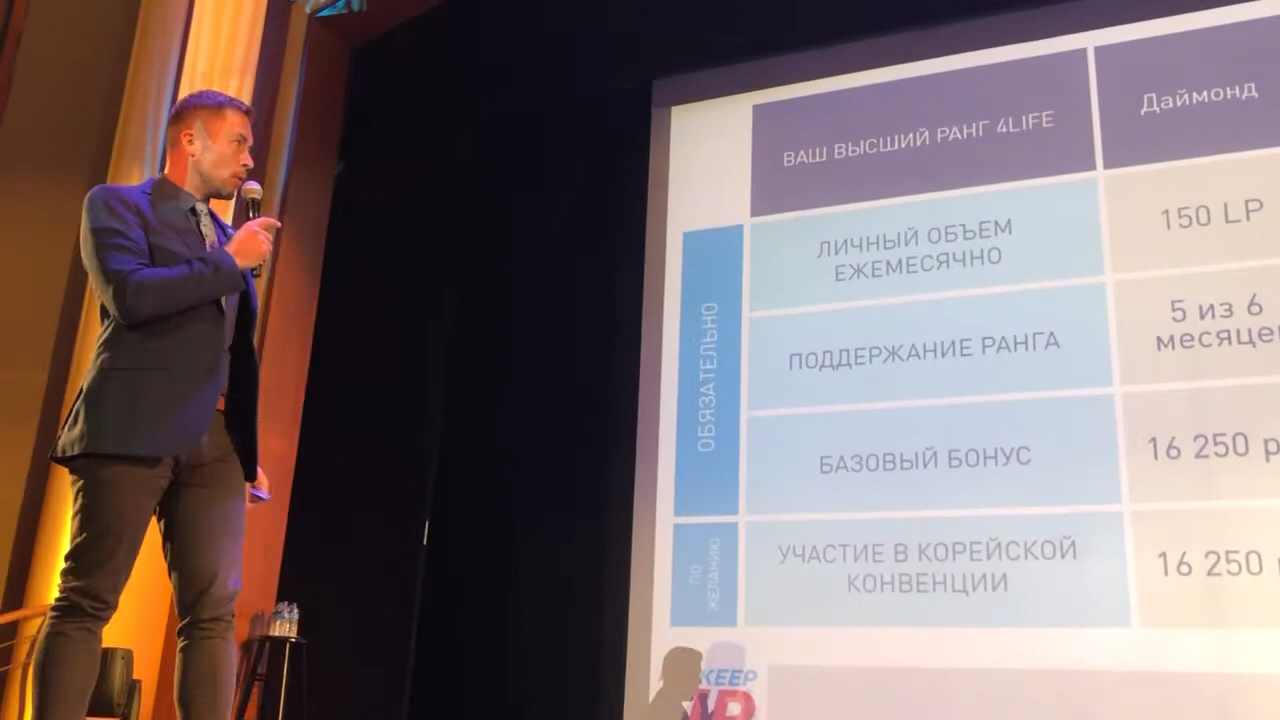 ВАШ ВЫСШИЙ РАНГ 4LIFE
Даймонд
ОБЯЗАТЕЛЬНО
ЛИЧНЫЙ ОБЪЕМ
ЕЖЕМЕСЯЧНО
150 LP
ПОДДЕРЖАНИЕ РАНГА
5 из 6
месяце
БАЗОВЫЙ БОНУС
16 250 р
ПО
ЖЕЛАНИЮ
УЧАСТИЕ В КОРЕЙСКОЙ
КОНВЕНЦИИ
16 250
KEEP